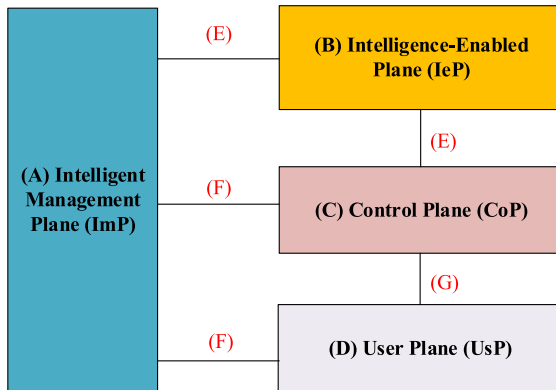 (E)
(B) Intelligence-Enabled
Plane (IeP)
(E)
(A) Intelligent
Management
Plane (ImP)
(F)
(C) Control Plane (CoP)
(G)
(F)
(D) User Plane (UsP)